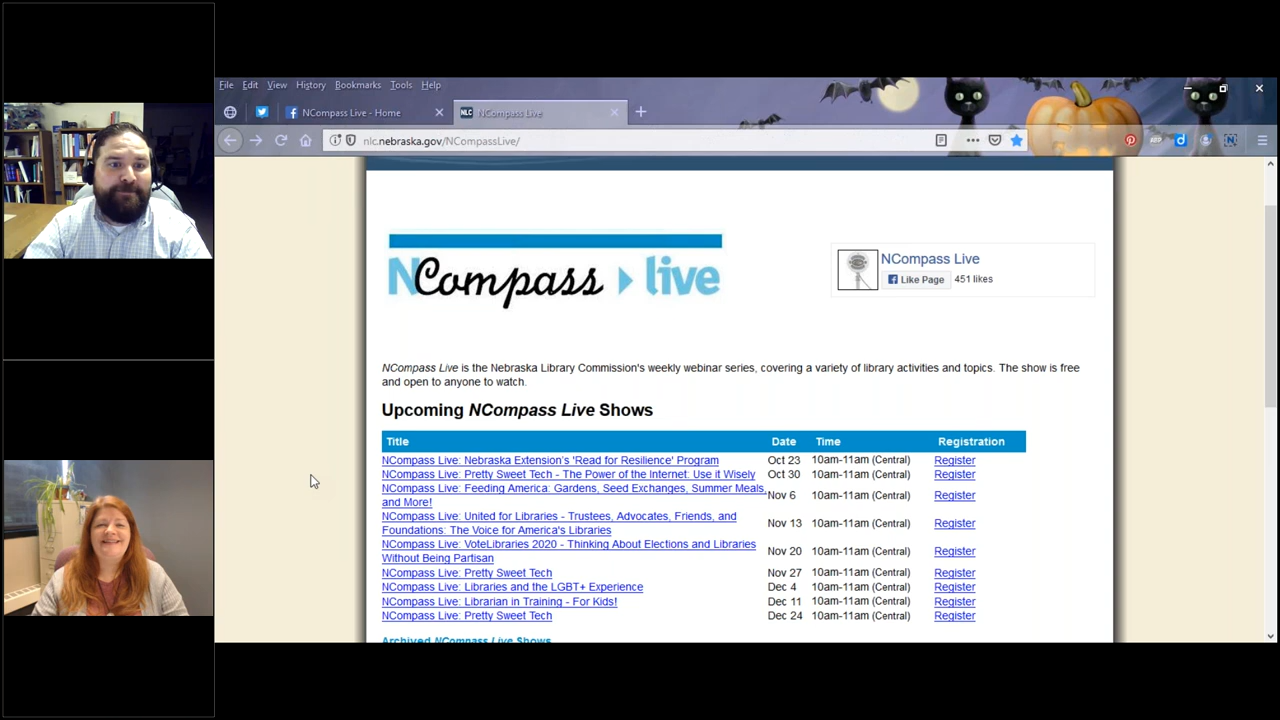 File Edit View History Bookmarks Tools Help
NCompass Live - Home
NLC NCompass Live
nlc.nebraska.gov/NCompassLive/
NCompass live
NCompass Live
Like Page 451 likes
NCompass Live is the Nebraska Library Commission's weekly webinar series, covering a variety of library activities and topics. The show is free
and open to anyone to watch.
Upcoming NCompass Live Shows
Title Date Time Registration
NCompass Live: Nebraska Extension's 'Read for Resilience' Program Oct 23 10am-11am (Central) Register
NCompass Live: Pretty Sweet Tech - The Power of the Internet: Use it Wisely Oct 30 10am-11am (Central) Register
NCompass Live: Feeding America: Gardens, Seed Exchanges, Summer Meals,
and More! Nov 6 10am-11am (Central) Register
NCompass Live: United for Libraries - Trustees, Advocates, Friends, and
Foundations: The Voice for America's Libraries Nov 13 10am-11am (Central) Register
NCompass Live: VoteLibraries 2020 - Thinking About Elections and Libraries
Without Being Partisan Nov 20 10am-11am (Central) Register
NCompass Live: Pretty Sweet Tech Nov 27 10am-11am (Central) Register
NCompass Live: Libraries and the LGBT+ Experience Dec 4 10am-11am (Central) Register
NCompass Live: Librarian in Training - For Kids! Dec 11 10am-11am (Central) Register
NCompass Live: Pretty Sweet Tech Dec 24 10am-11am (Central) Register
Archived NCompass Live Shows